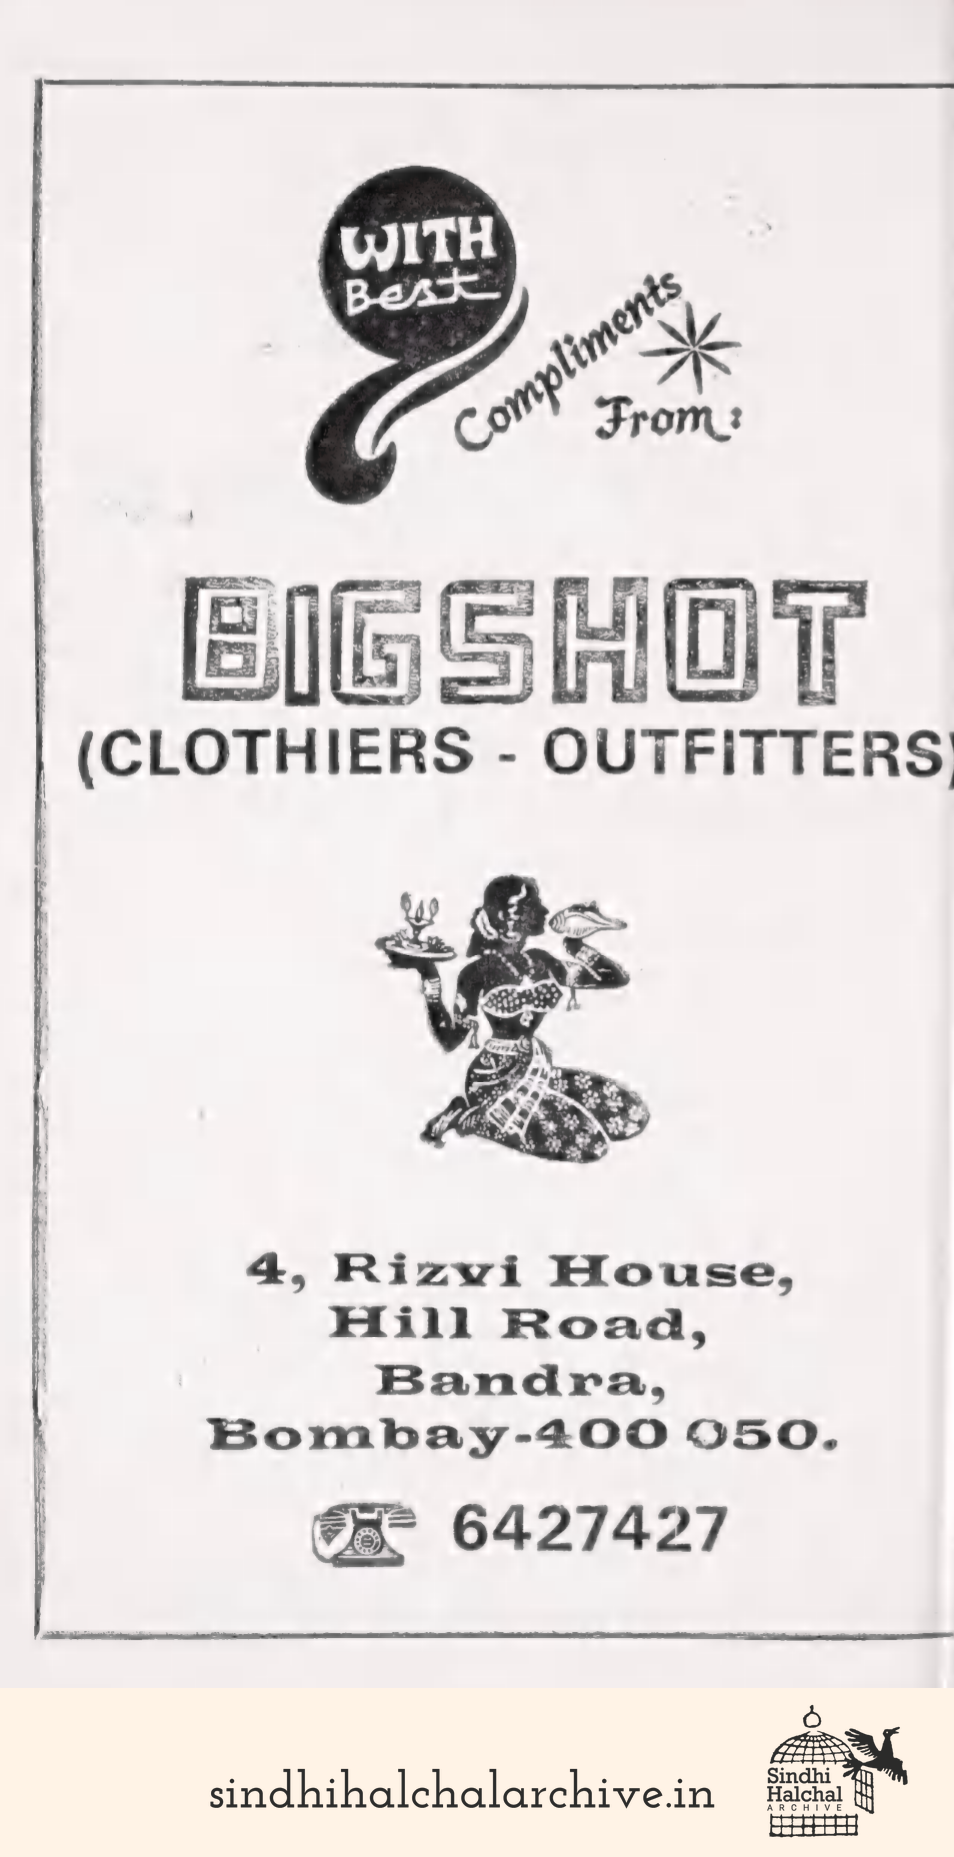 WITH
Best
Compliments
From:
BIGSHOT
(CLOTHIERS - OUTFITTERS)
4, Rizvi House,
Hill Road,
Bandra,
Bombay-400 050.
6427427
sindhihalchalarchive.in
Sindhi
Halchal
ARCHIVE